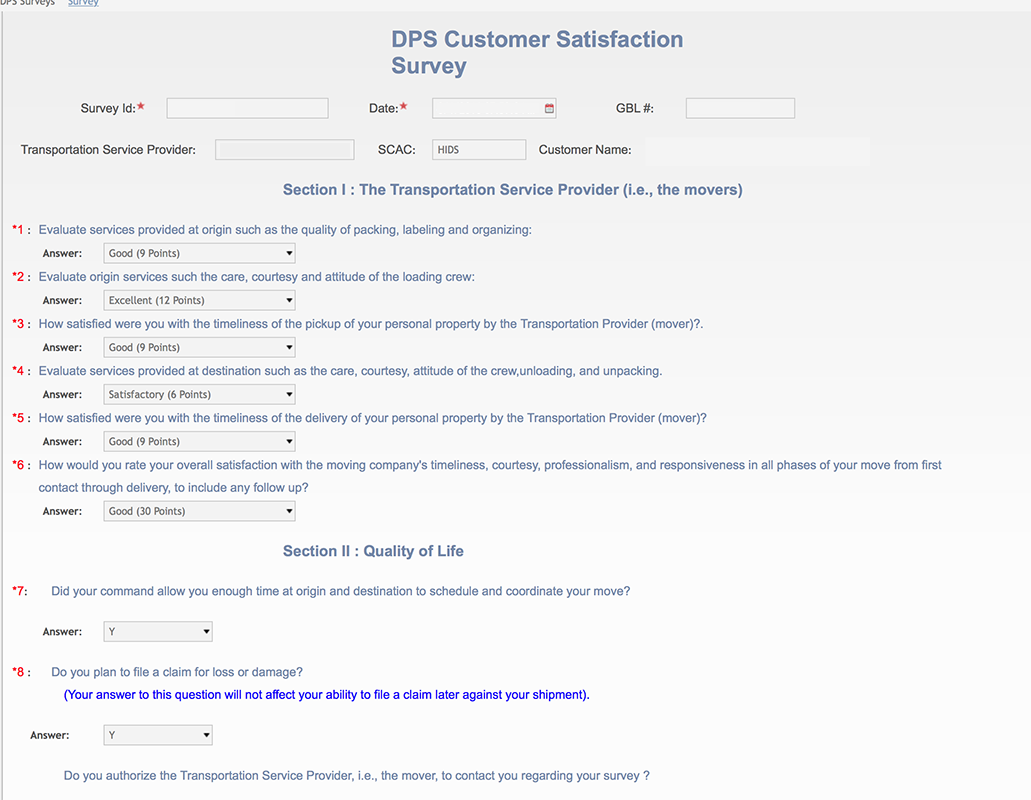 DPS Surveys Survey
DPS Customer Satisfaction
Survey
Survey Id:* Date:* GBL #:
Transportation Service Provider: SCAC: HIDS Customer Name:
Section I : The Transportation Service Provider (i.e., the movers)
*1 : Evaluate services provided at origin such as the quality of packing, labeling and organizing:
Answer: Good (9 Points)
*2 : Evaluate origin services such the care, courtesy and attitude of the loading crew:
Answer: Excellent (12 Points)
*3 : How satisfied were you with the timeliness of the pickup of your personal property by the Transportation Provider (mover)?.
Answer: Good (9 Points)
*4 : Evaluate services provided at destination such as the care, courtesy, attitude of the crew,unloading, and unpacking.
Answer: Satisfactory (6 Points)
*5 : How satisfied were you with the timeliness of the delivery of your personal property by the Transportation Provider (mover)?
Answer: Good (9 Points)
*6 : How would you rate your overall satisfaction with the moving company's timeliness, courtesy, professionalism, and responsiveness in all phases of your move from first
contact through delivery, to include any follow up?
Answer: Good (30 Points)
Section II : Quality of Life
*7: Did your command allow you enough time at origin and destination to schedule and coordinate your move?
Answer: Y
*8 : Do you plan to file a claim for loss or damage?
(Your answer to this question will not affect your ability to file a claim later against your shipment).
Answer: Y
Do you authorize the Transportation Service Provider, i.e., the mover, to contact you regarding your survey ?